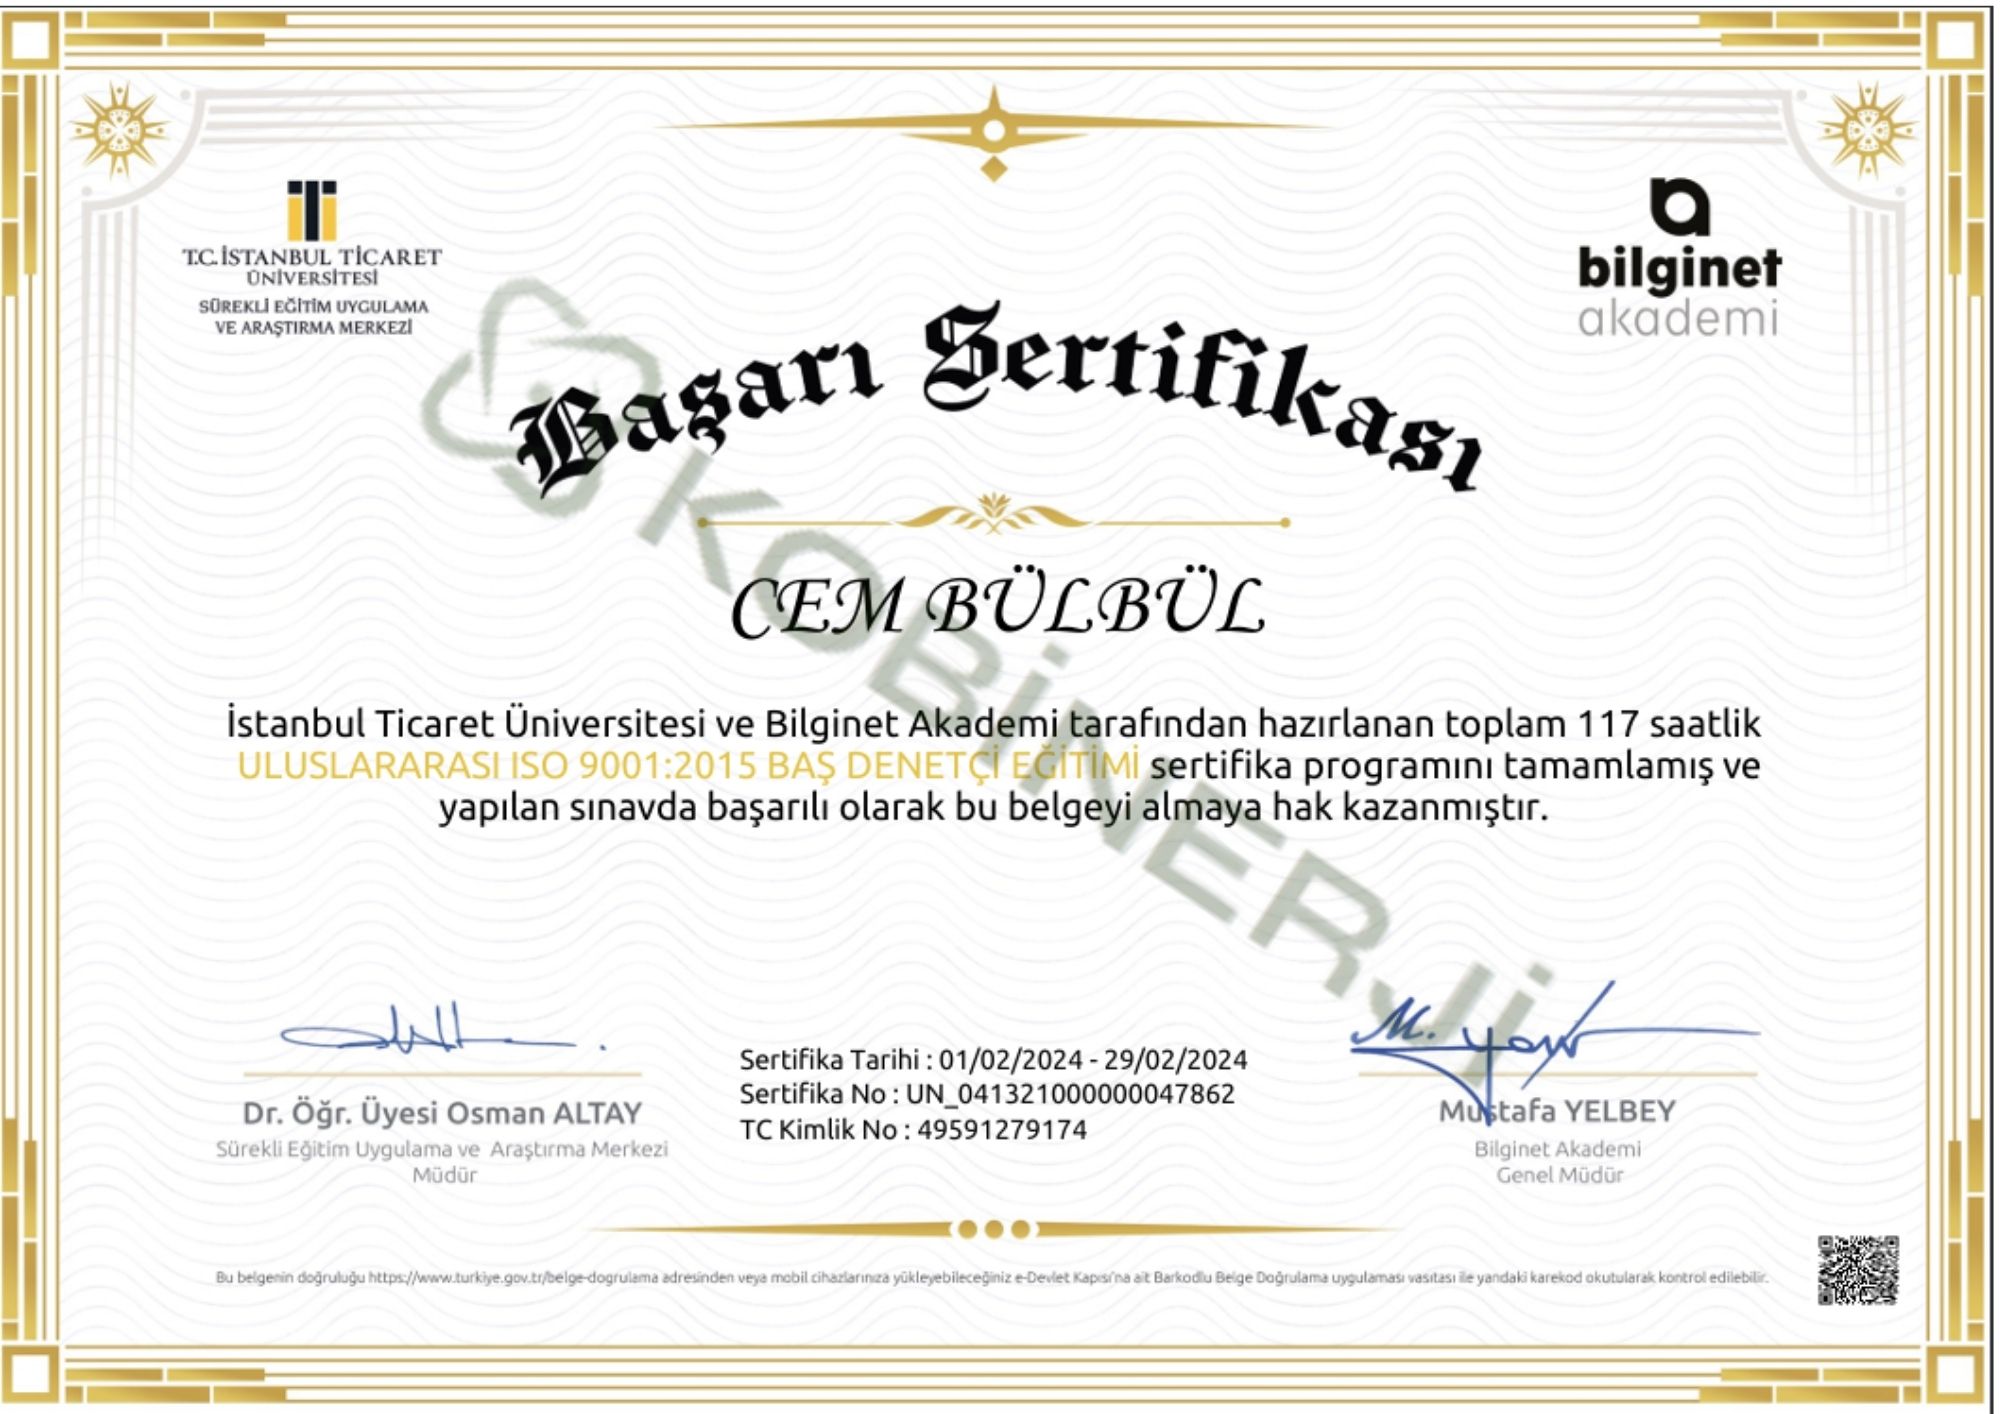 T.C. İSTANBUL TİCARET
ÜNİVERSİTESİ
SÜREKLİ EĞİTİM UYGULAMA
VE ARAŞTIRMA MERKEZİ
bilginet
akademi
Başarı Sertifikası
KOBİNERJİ
CEM BÜLBÜL
İstanbul Ticaret Üniversitesi ve Bilginet Akademi tarafından hazırlanan toplam 117 saatlik
ULUSLARARASI ISO 9001:2015 BAŞ DENETÇİ EĞİTİMİ sertifika programını tamamlamış ve
yapılan sınavda başarılı olarak bu belgeyi almaya hak kazanmıştır.
Dr. Öğr. Üyesi Osman ALTAY
Sürekli Eğitim Uygulama ve Araştırma Merkezi
Müdür
Sertifika Tarihi : 01/02/2024 - 29/02/2024
Sertifika No : UN_041321000000047862
TC Kimlik No : 49591279174
Mustafa YELBEY
Bilginet Akademi
Genel Müdür
Bu belgenin doğruluğu https://www.turkiye.gov.tr/belge-dogrulama adresinden veya mobil cihazlarınıza yükleyebileceğiniz e-Devlet Kapısı'na ait Barkodlu Belge Doğrulama uygulaması vasıtası ile yandaki karekod okutularak kontrol edilebilir.